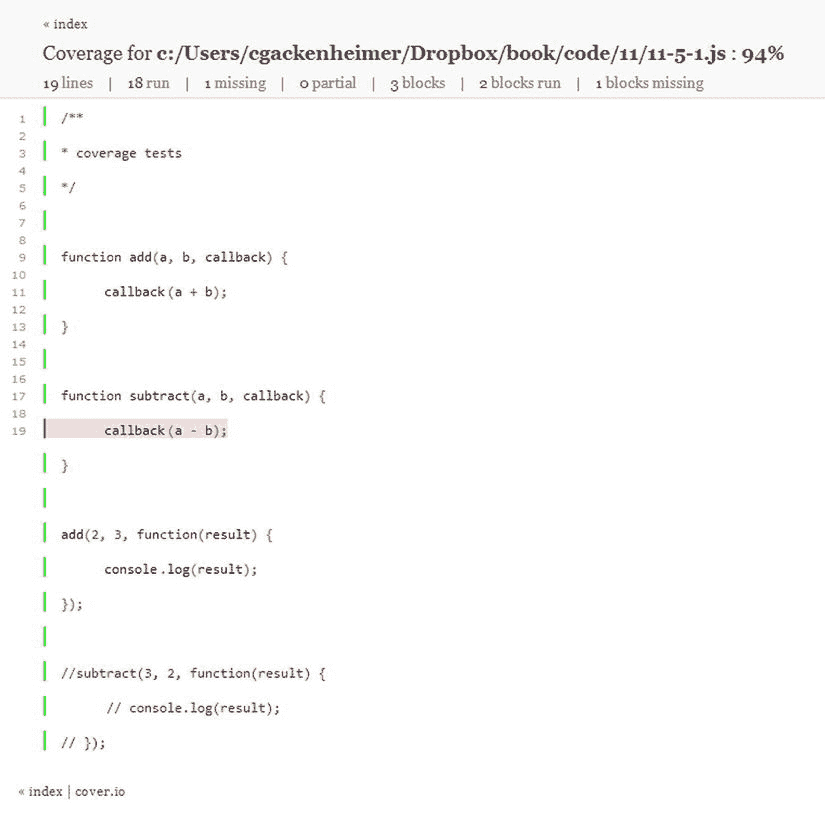 « index
Coverage for c:/Users/cgackenheimer/Dropbox/book/code/11/11-5-1.js : 94%
19 lines | 18 run | 1 missing | 0 partial | 3 blocks | 2 blocks run | 1 blocks missing
1 /**
2
3 * coverage tests
4
5 */
6
7
8
9 function add(a, b, callback) {
10
11 callback(a + b);
12
13 }
14
15
16
17 function subtract(a, b, callback) {
18
19 callback(a - b);
}
add(2, 3, function(result) {
console.log(result);
});
//subtract(3, 2, function(result) {
// console.log(result);
// });
« index | cover.io